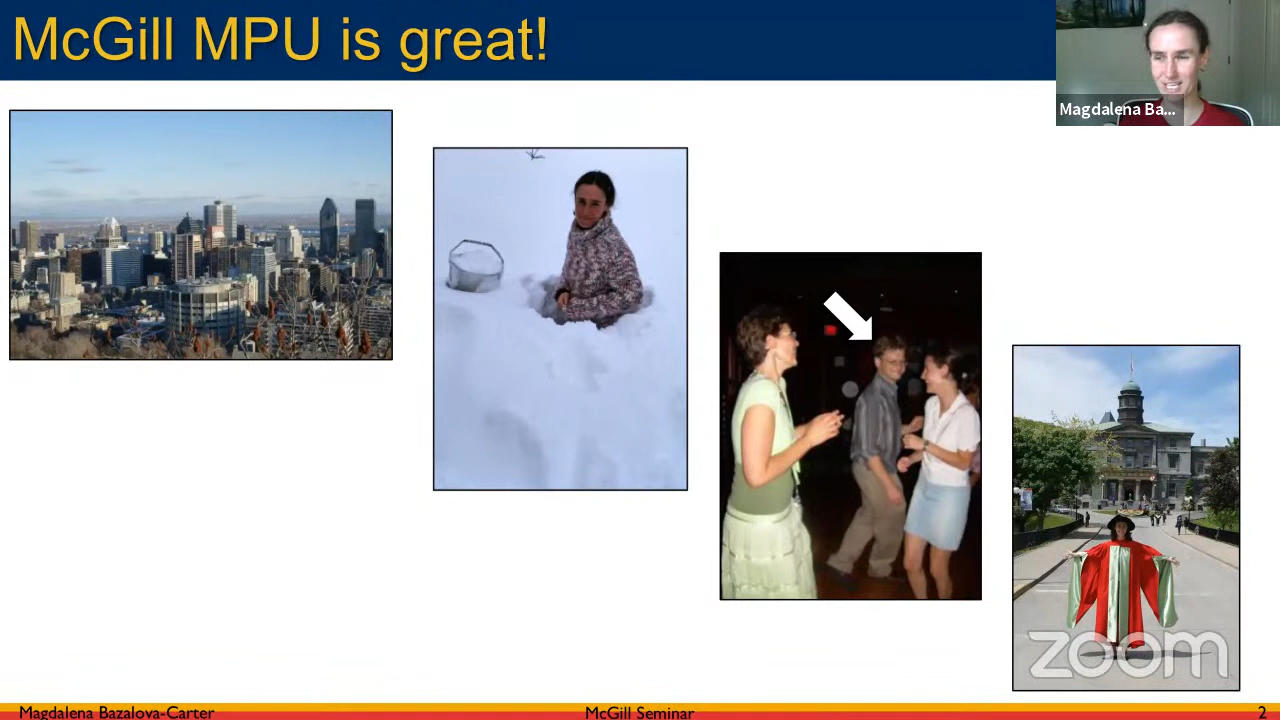 McGill MPU is great!
Magdalena Ba...
zoom
Magdalena Bazalova-Carter
McGill Seminar
2